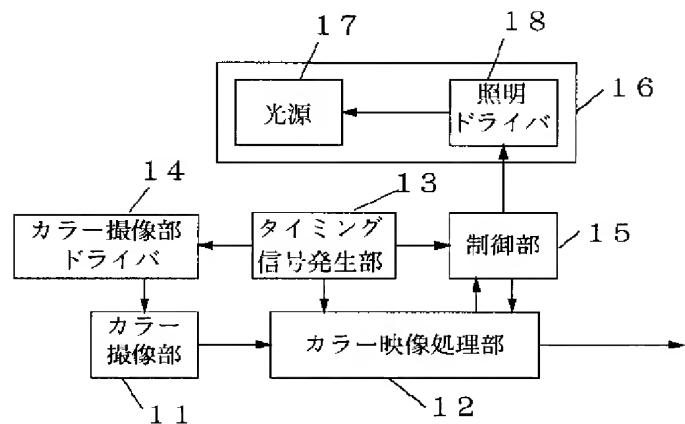 17
18
光源
照明
ドライバ
16
14
13
カラー撮像部
ドライバ
タイミング
信号発生部
制御部
15
カラー
撮像部
カラー映像処理部
11
12